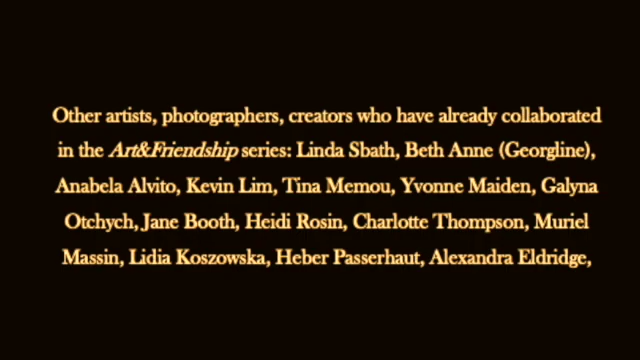 Other artists, photographers, creators who have already collaborated
in the Art&Friendship series: Linda Sbath, Beth Anne (Georgline),
Anabela Alvito, Kevin Lim, Tina Memou, Yvonne Maiden, Galyna
Otchych, Jane Booth, Heidi Rosin, Charlotte Thompson, Muriel
Massin, Lidia Koszowska, Heber Passerhaut, Alexandra Eldridge,